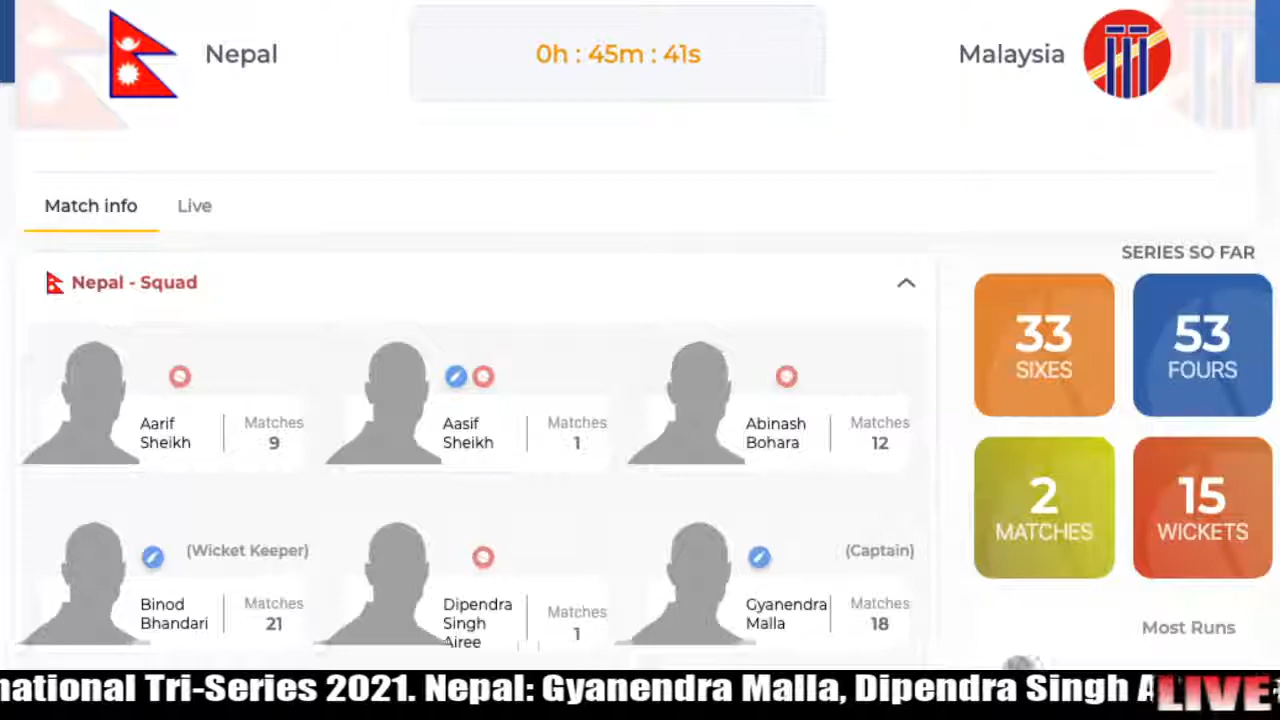 Nepal
0h : 45m : 41s
Malaysia
Match info
Live
SERIES SO FAR
Nepal - Squad
33
SIXES
53
FOURS
Aarif
Sheikh
Matches
9
Aasif
Sheikh
Matches
1
Abinash
Bohara
Matches
12
2
MATCHES
15
WICKETS
(Wicket Keeper)
Binod
Bhandari
Matches
21
Dipendra
Singh
Airee
Matches
1
(Captain)
Gyanendra
Malla
Matches
18
Most Runs
national Tri-Series 2021. Nepal: Gyanendra Malla, Dipendra Singh A
LIVE